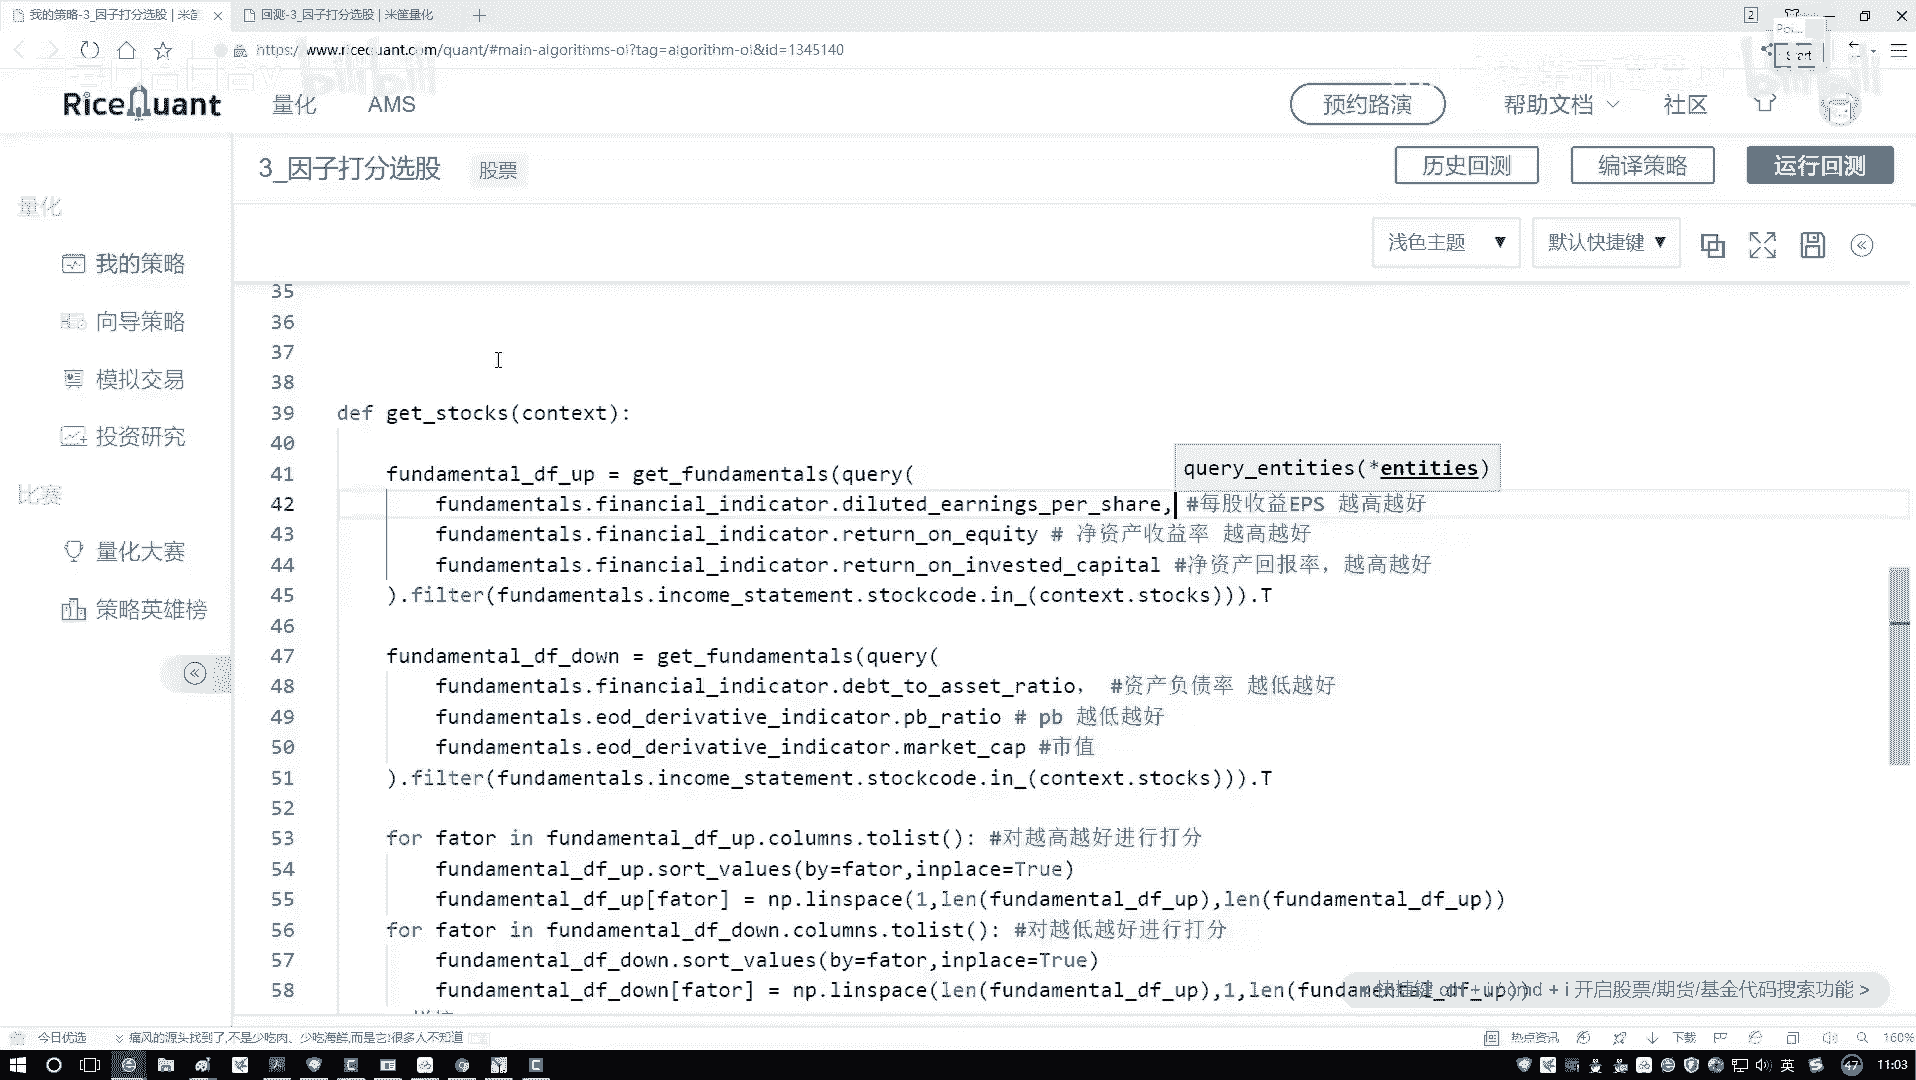 我的策略-3_因子打分选股 | 米筐
回测-3_因子打分选股 | 米筐量化
2
https://www.ricequant.com/quant/#main-algorithms-ol?tag=algorithm-ol&id=1345140
Start
RiceQuant
量化
AMS
预约路演
帮助文档
社区
bilibili
3_因子打分选股
股票
历史回测
编译策略
运行回测
量化
我的策略
向导策略
模拟交易
投资研究
比赛
量化大赛
策略英雄榜
浅色主题
默认快捷键
35
36
37
38
39 def get_stocks(context):
40
41 fundamental_df_up = get_fundamentals(query(
query_entities(*entities)
42 fundamentals.financial_indicator.diluted_earnings_per_share, #每股收益EPS 越高越好
43 fundamentals.financial_indicator.return_on_equity # 净资产收益率 越高越好
44 fundamentals.financial_indicator.return_on_invested_capital #净资产回报率，越高越好
45 ).filter(fundamentals.income_statement.stockcode.in_(context.stocks))).T
46
47 fundamental_df_down = get_fundamentals(query(
48 fundamentals.financial_indicator.debt_to_asset_ratio， #资产负债率 越低越好
49 fundamentals.eod_derivative_indicator.pb_ratio # pb 越低越好
50 fundamentals.eod_derivative_indicator.market_cap #市值
51 ).filter(fundamentals.income_statement.stockcode.in_(context.stocks))).T
52
53 for fator in fundamental_df_up.columns.tolist(): #对越高越好进行打分
54 fundamental_df_up.sort_values(by=fator,inplace=True)
55 fundamental_df_up[fator] = np.linspace(1,len(fundamental_df_up),len(fundamental_df_up))
56 for fator in fundamental_df_down.columns.tolist(): #对越低越好进行打分
57 fundamental_df_down.sort_values(by=fator,inplace=True)
58 fundamental_df_down[fator] = np.linspace(len(fundamental_df_up),1,len(fundamental_df_up))
+ i 开启股票/期货/基金代码搜索功能 >
今日优选
痛风的源头找到了,不是少吃肉、少吃海鲜,而是它!很多人不知道
热点资讯
下载
160%
英
47
11:03